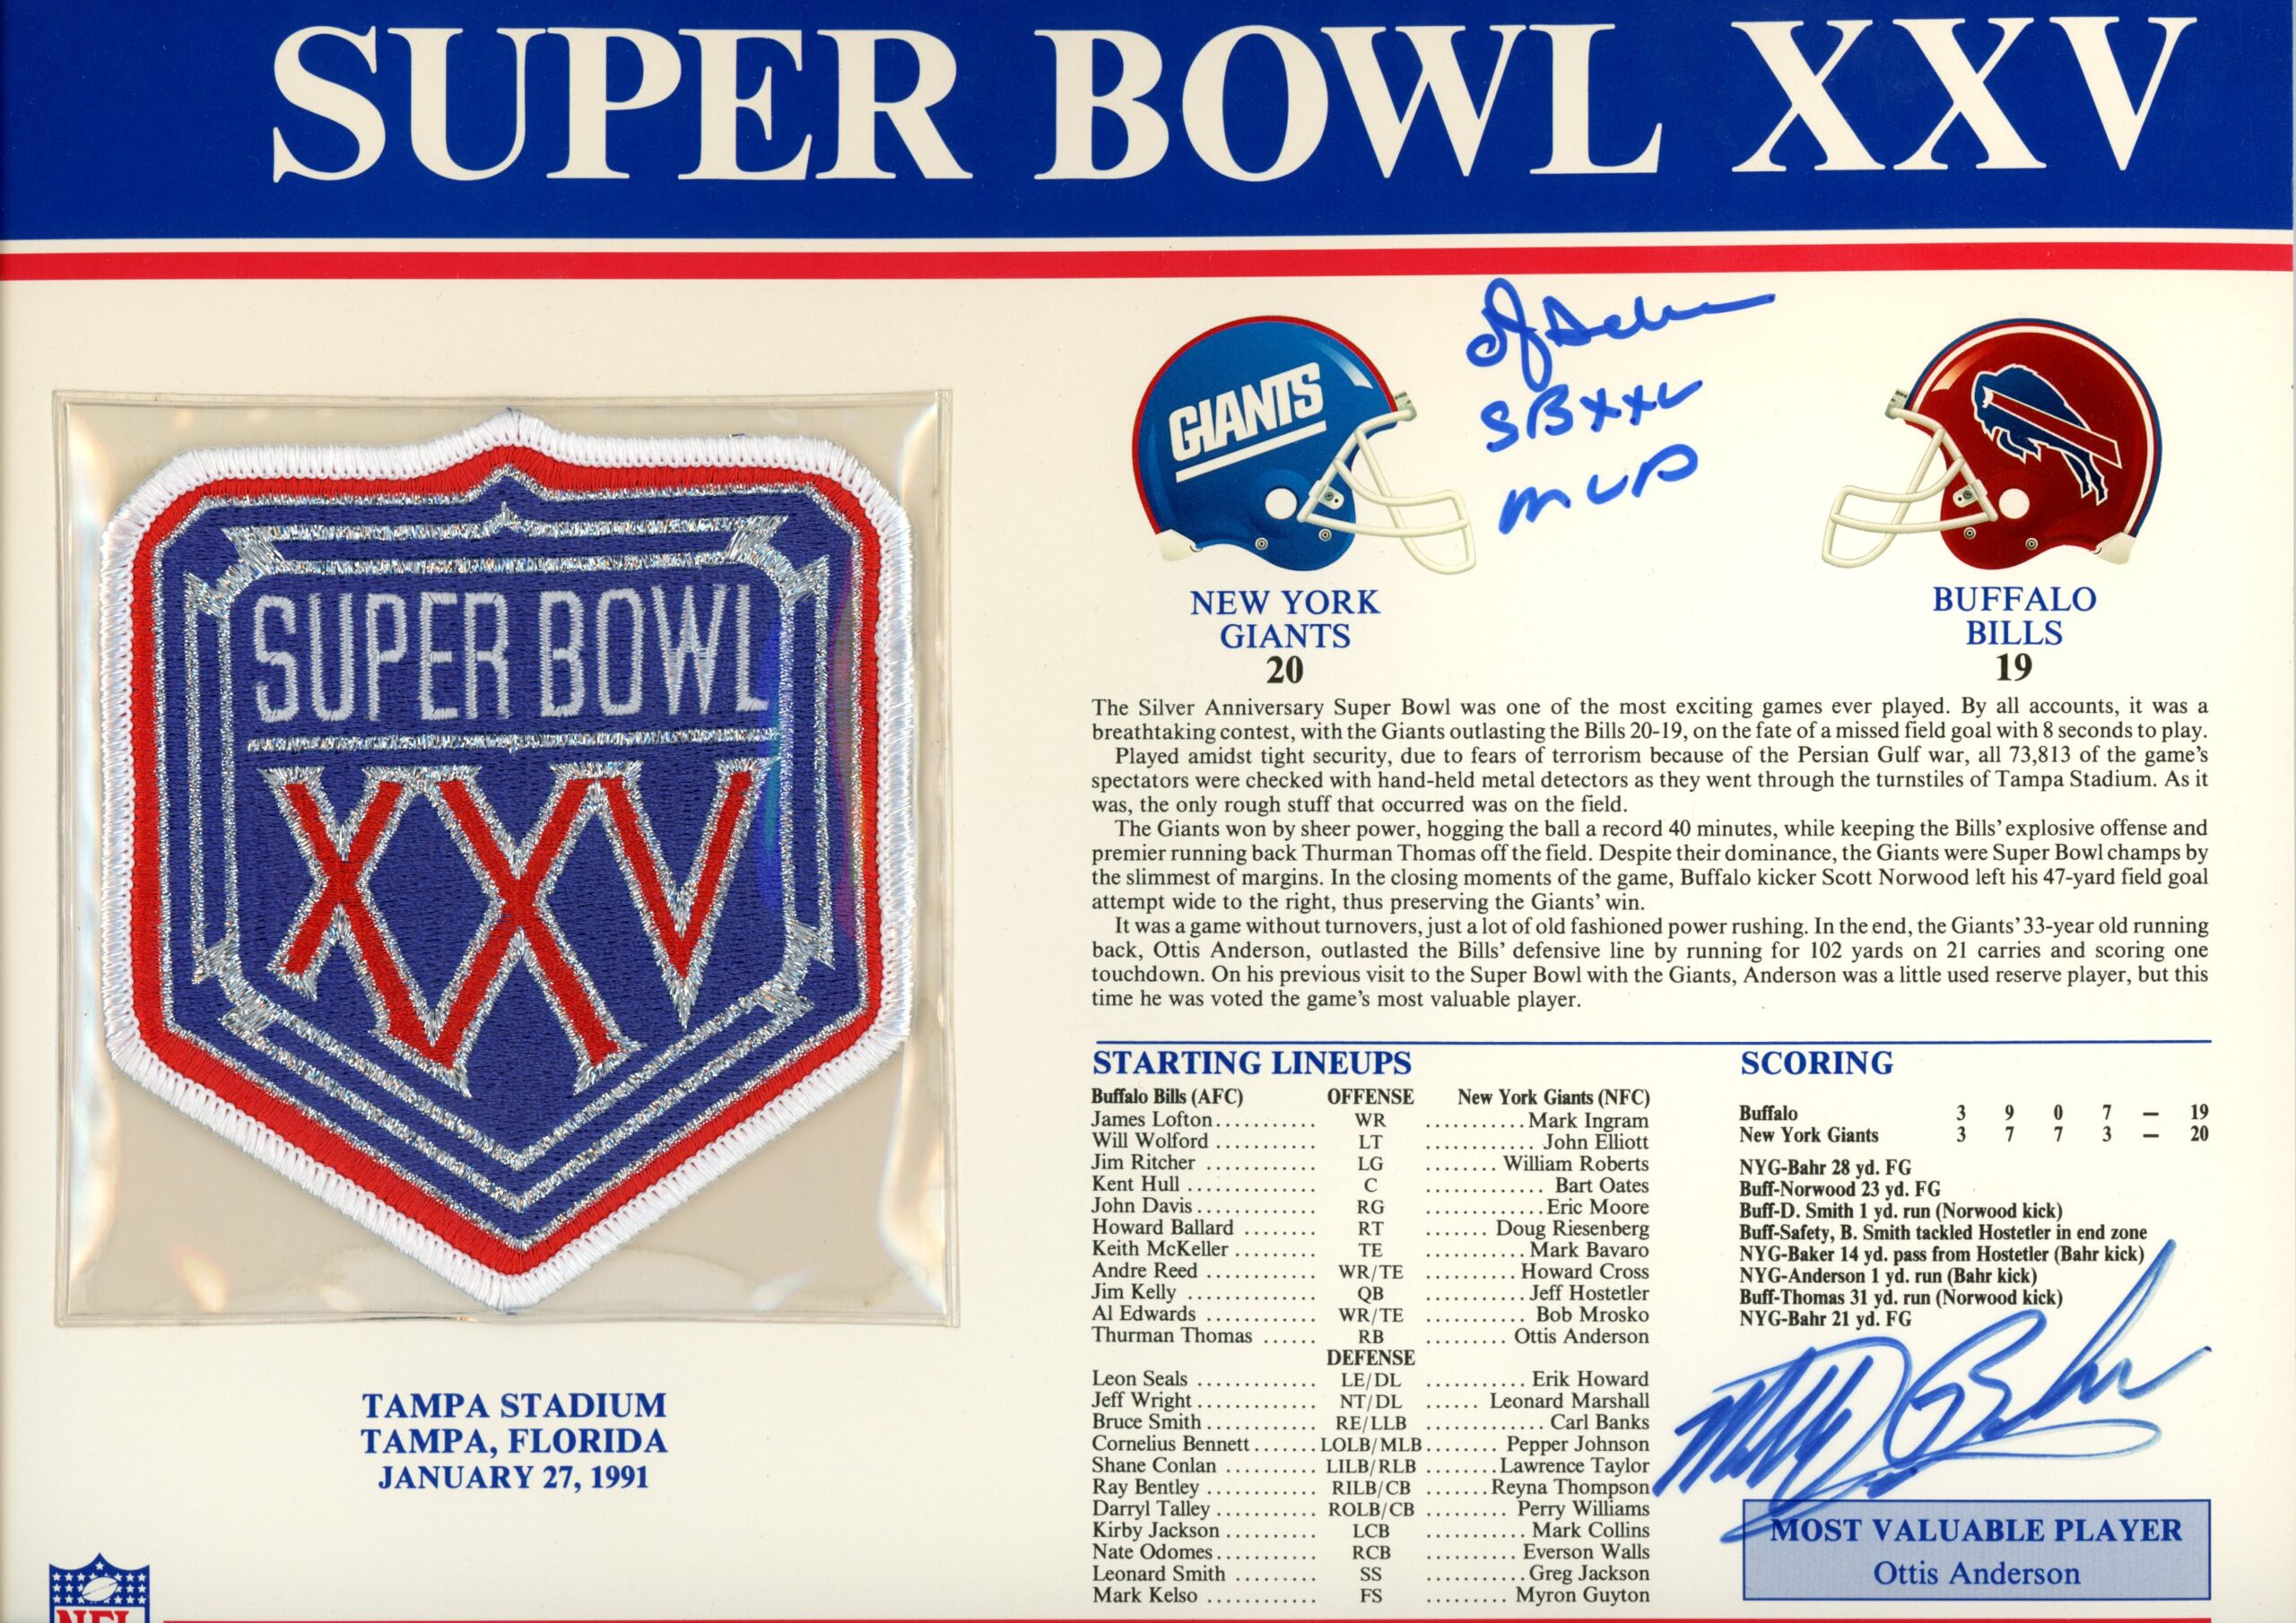 SUPER BOWL XXV
SUPER BOWL
XXV
TAMPA STADIUM
TAMPA, FLORIDA
JANUARY 27, 1991
NFL
GIANTS
SBXXV
MVP
NEW YORK
GIANTS
20
BUFFALO
BILLS
19
The Silver Anniversary Super Bowl was one of the most exciting games ever played. By all accounts, it was a
breathtaking contest, with the Giants outlasting the Bills 20-19, on the fate of a missed field goal with 8 seconds to play.
Played amidst tight security, due to fears of terrorism because of the Persian Gulf war, all 73,813 of the game's
spectators were checked with hand-held metal detectors as they went through the turnstiles of Tampa Stadium. As it
was, the only rough stuff that occurred was on the field.
The Giants won by sheer power, hogging the ball a record 40 minutes, while keeping the Bills' explosive offense and
premier running back Thurman Thomas off the field. Despite their dominance, the Giants were Super Bowl champs by
the slimmest of margins. In the closing moments of the game, Buffalo kicker Scott Norwood left his 47-yard field goal
attempt wide to the right, thus preserving the Giants' win.
It was a game without turnovers, just a lot of old fashioned power rushing. In the end, the Giants' 33-year old running
back, Ottis Anderson, outlasted the Bills' defensive line by running for 102 yards on 21 carries and scoring one
touchdown. On his previous visit to the Super Bowl with the Giants, Anderson was a little used reserve player, but this
time he was voted the game's most valuable player.
STARTING LINEUPS
Buffalo Bills (AFC) OFFENSE New York Giants (NFC)
James Lofton........... WR ...........Mark Ingram
Will Wolford ........... LT ........... John Elliott
Jim Ritcher ............ LG ........ William Roberts
Kent Hull .............. C ............ Bart Oates
John Davis............. RG ............. Eric Moore
Howard Ballard ........ RT ....... Doug Riesenberg
Keith McKeller ......... TE ........... Mark Bavaro
Andre Reed ............ WR/TE .......... Howard Cross
Jim Kelly .............. QB ........... Jeff Hostetler
Al Edwards ............ WR/TE ........... Bob Mrosko
Thurman Thomas ...... RB ......... Ottis Anderson
DEFENSE
Leon Seals ............. LE/DL ........... Erik Howard
Jeff Wright............. NT/DL ...... Leonard Marshall
Bruce Smith............ RE/LLB ............ Carl Banks
Cornelius Bennett....... LOLB/MLB........ Pepper Johnson
Shane Conlan .......... LILB/RLB ........Lawrence Taylor
Ray Bentley ............ RILB/CB .......Reyna Thompson
Darryl Talley ........... ROLB/CB ......... Perry Williams
Kirby Jackson .......... LCB ........... Mark Collins
Nate Odomes........... RCB .......... Everson Walls
Leonard Smith ......... SS ...........Greg Jackson
Mark Kelso ............ FS ......... Myron Guyton
SCORING
Buffalo 3 9 0 7 — 19
New York Giants 3 7 7 3 — 20
NYG-Bahr 28 yd. FG
Buff-Norwood 23 yd. FG
Buff-D. Smith 1 yd. run (Norwood kick)
Buff-Safety, B. Smith tackled Hostetler in end zone
NYG-Baker 14 yd. pass from Hostetler (Bahr kick)
NYG-Anderson 1 yd. run (Bahr kick)
Buff-Thomas 31 yd. run (Norwood kick)
NYG-Bahr 21 yd. FG
MOST VALUABLE PLAYER
Ottis Anderson